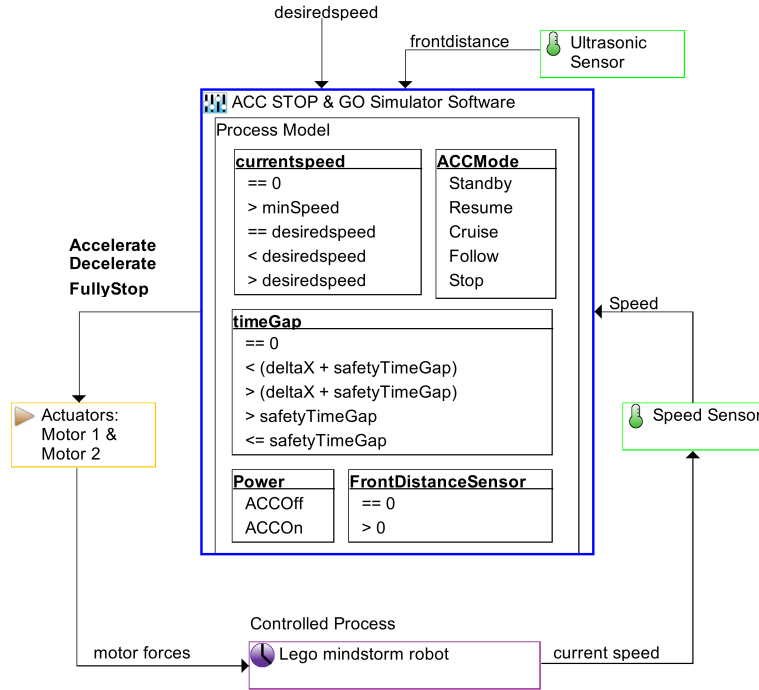 desiredspeed
frontdistance
Ultrasonic
Sensor
ACC STOP & GO Simulator Software
Process Model
currentspeed
== 0
> minSpeed
== desiredspeed
< desiredspeed
> desiredspeed
ACCMode
Standby
Resume
Cruise
Follow
Stop
Accelerate
Decelerate
FullyStop
Speed
timeGap
== 0
< (deltaX + safetyTimeGap)
> (deltaX + safetyTimeGap)
> safetyTimeGap
<= safetyTimeGap
Actuators:
Motor 1 &
Motor 2
Speed Sensor
Power
ACCOff
ACCOn
FrontDistanceSensor
== 0
> 0
Controlled Process
motor forces
Lego mindstorm robot
current speed